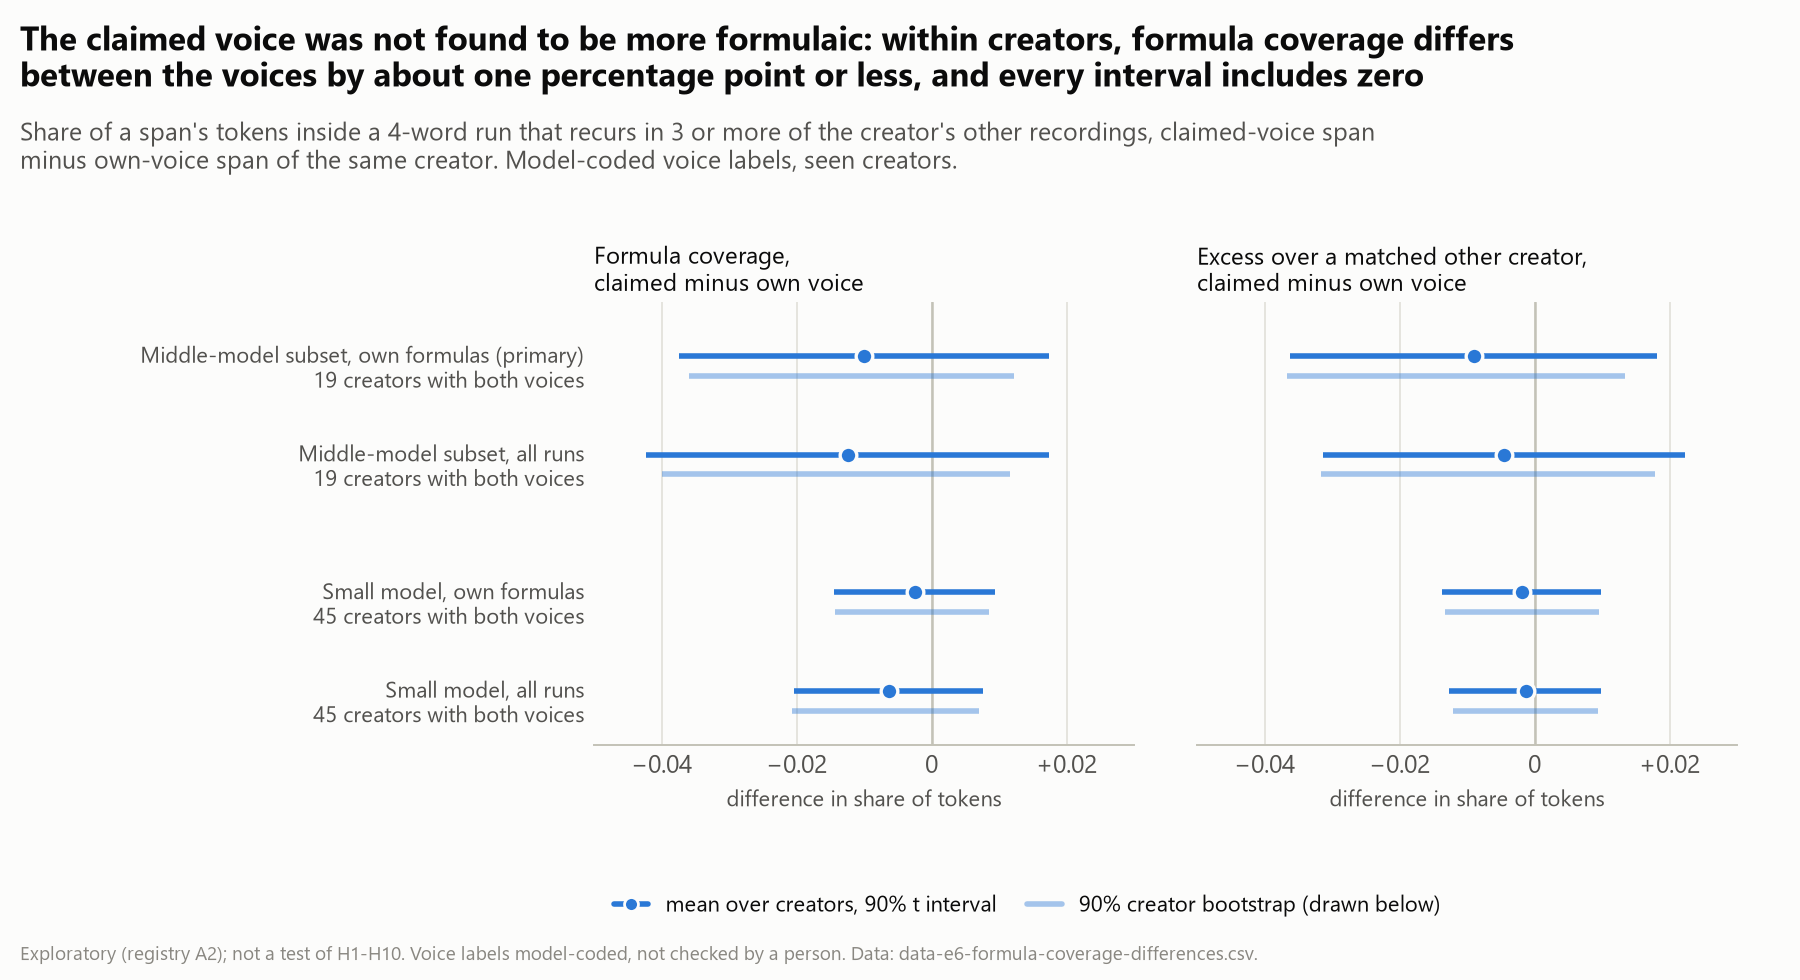 The claimed voice was not found to be more formulaic: within creators, formula coverage differs
between the voices by about one percentage point or less, and every interval includes zero
Share of a span's tokens inside a 4-word run that recurs in 3 or more of the creator's other recordings, claimed-voice span
minus own-voice span of the same creator. Model-coded voice labels, seen creators.
Formula coverage,
claimed minus own voice
Excess over a matched other creator,
claimed minus own voice
Middle-model subset, own formulas (primary)
19 creators with both voices
Middle-model subset, all runs
19 creators with both voices
Small model, own formulas
45 creators with both voices
Small model, all runs
45 creators with both voices
−0.04 −0.02 0 +0.02
−0.04 −0.02 0 +0.02
difference in share of tokens
difference in share of tokens
mean over creators, 90% t interval
90% creator bootstrap (drawn below)
Exploratory (registry A2); not a test of H1-H10. Voice labels model-coded, not checked by a person. Data: data-e6-formula-coverage-differences.csv.